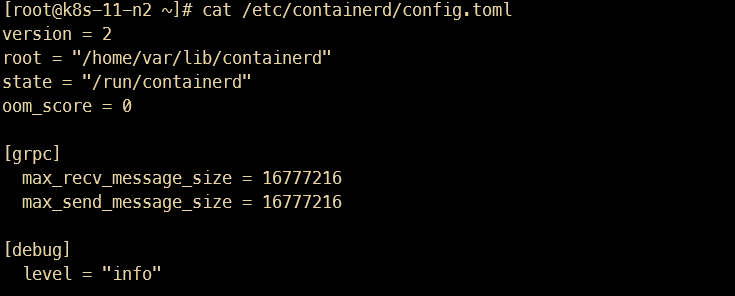 [root@k8s-11-n2 ~]# cat /etc/containerd/config.toml
version = 2
root = "/home/var/lib/containerd"
state = "/run/containerd"
oom_score = 0
[grpc]
max_recv_message_size = 16777216
max_send_message_size = 16777216
[debug]
level = "info"